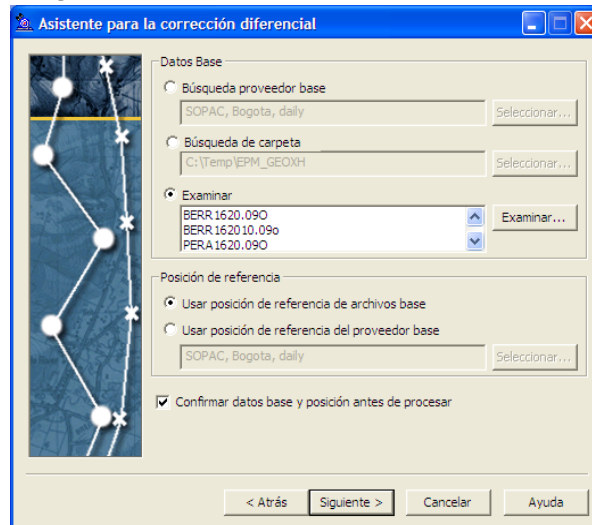 Asistente para la corrección diferencial
Datos Base
Búsqueda proveedor base
SOPAC, Bogota, daily
Seleccionar...
Búsqueda de carpeta
C:\Temp\EPM_GEOXH
Seleccionar...
Examinar
BERR1620.09O
BERR162010.09o
PERA1620.09O
Examinar...
Posición de referencia
Usar posición de referencia de archivos base
Usar posición de referencia del proveedor base
SOPAC, Bogota, daily
Seleccionar...
Confirmar datos base y posición antes de procesar
< Atrás
Siguiente >
Cancelar
Ayuda